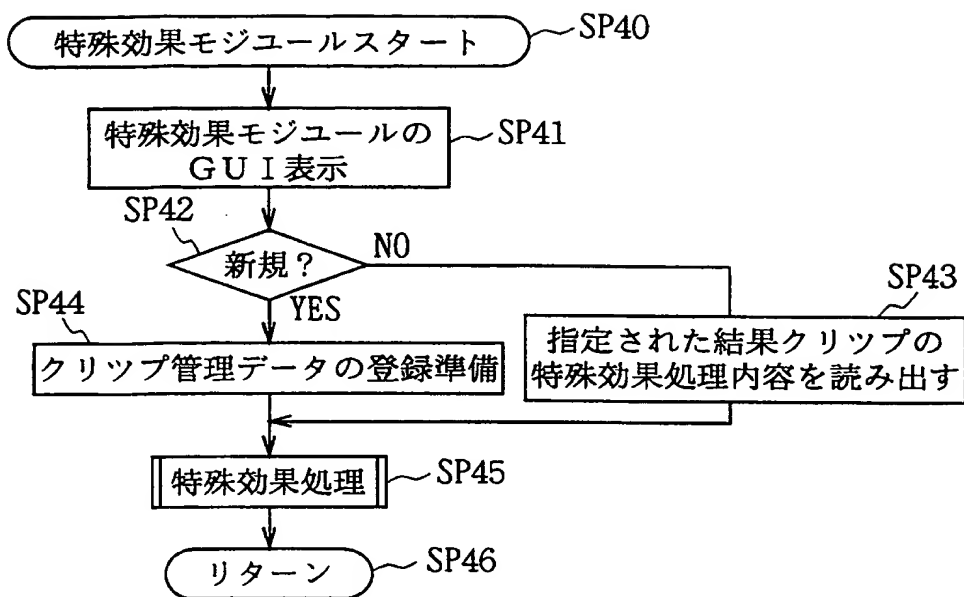 特殊効果モジユールスタート
SP40
特殊効果モジユールの
GUI表示
SP41
SP42
新規?
NO
YES
SP44
クリツプ管理データの登録準備
SP43
指定された結果クリツプの
特殊効果処理内容を読み出す
特殊効果処理
SP45
リターン
SP46